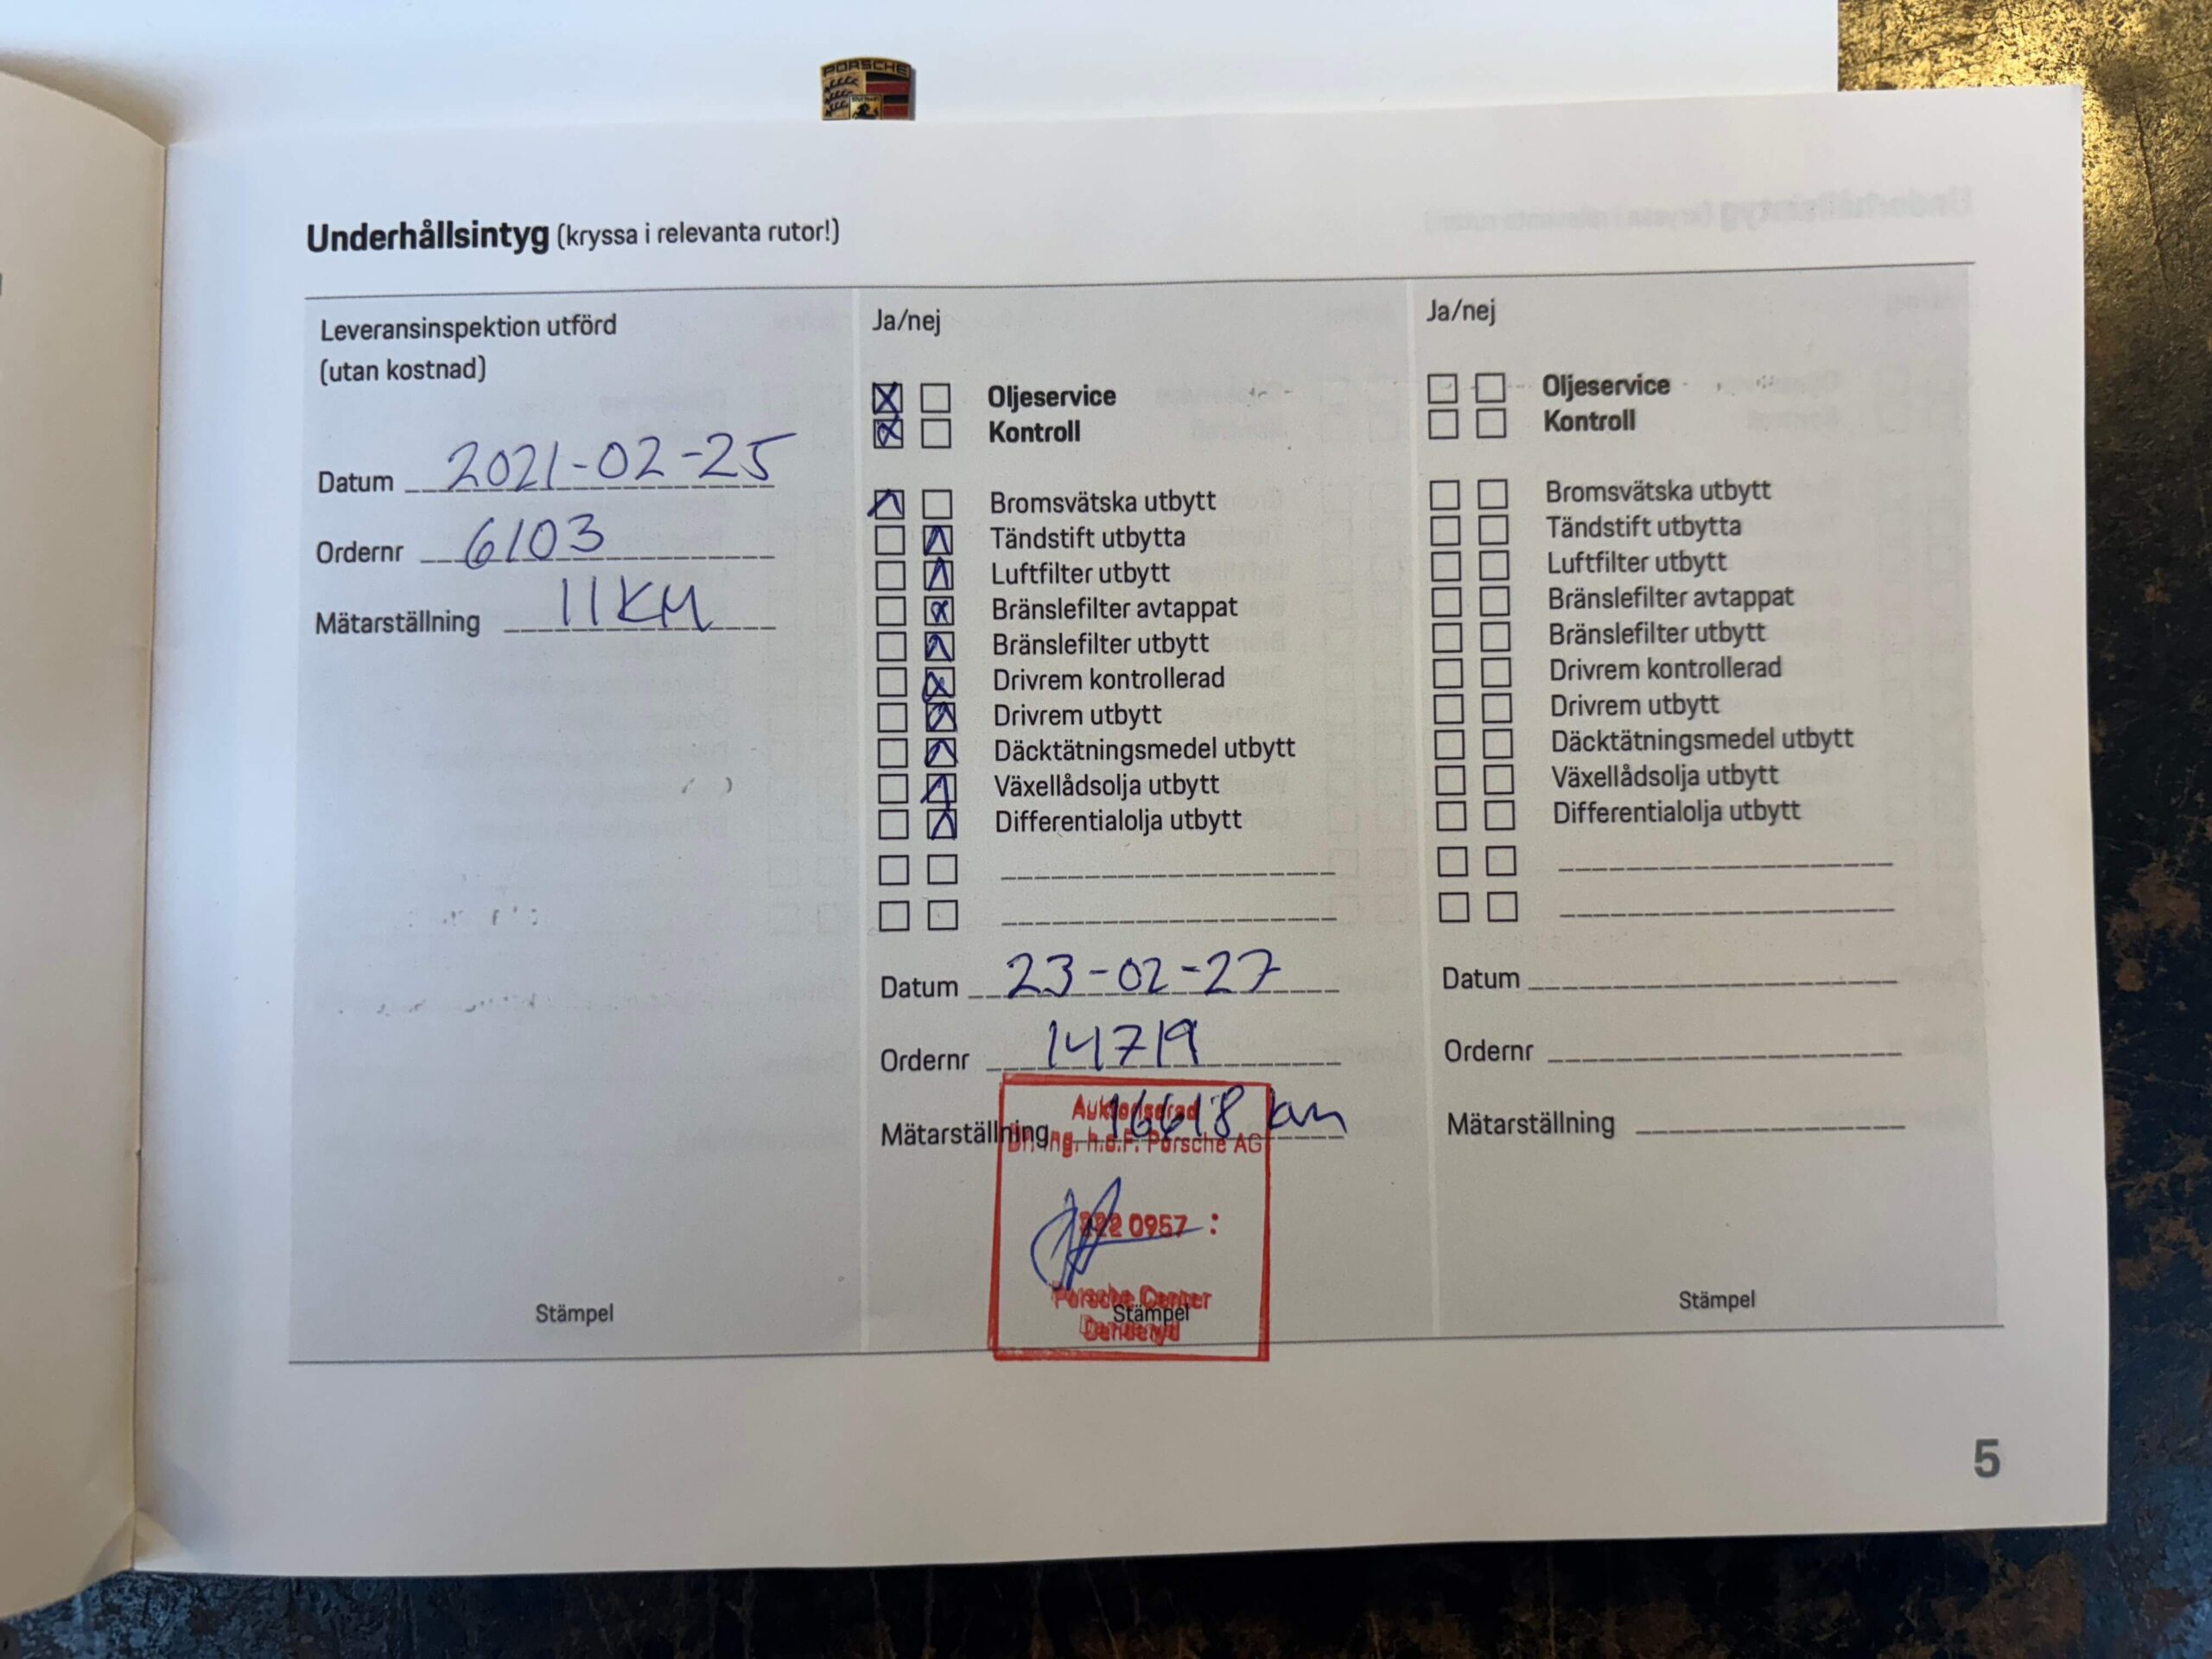 PORSCHE
Underhållsintyg (kryssa i relevanta rutor!)
Leveransinspektion utförd
(utan kostnad)
Datum 2021-02-25
Ordernr 6103
Mätarställning 11KM
Stämpel
Ja/nej
Oljeservice
Kontroll
Bromsvätska utbytt
Tändstift utbytta
Luftfilter utbytt
Bränslefilter avtappat
Bränslefilter utbytt
Drivrem kontrollerad
Drivrem utbytt
Däcktätningsmedel utbytt
Växellådsolja utbytt
Differentialolja utbytt
Datum 23-02-27
Ordernr 14719
Mätarställning 16618 km
Auktoriserad
Dr. Ing. h.c.F. Porsche AG
222 0957
Porsche Center
Danderyd
Stämpel
Ja/nej
Oljeservice
Kontroll
Bromsvätska utbytt
Tändstift utbytta
Luftfilter utbytt
Bränslefilter avtappat
Bränslefilter utbytt
Drivrem kontrollerad
Drivrem utbytt
Däcktätningsmedel utbytt
Växellådsolja utbytt
Differentialolja utbytt
Datum
Ordernr
Mätarställning
Stämpel
5